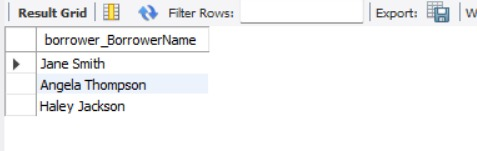 Result Grid Filter Rows: Export: W
borrower_BorrowerName
Jane Smith
Angela Thompson
Haley Jackson